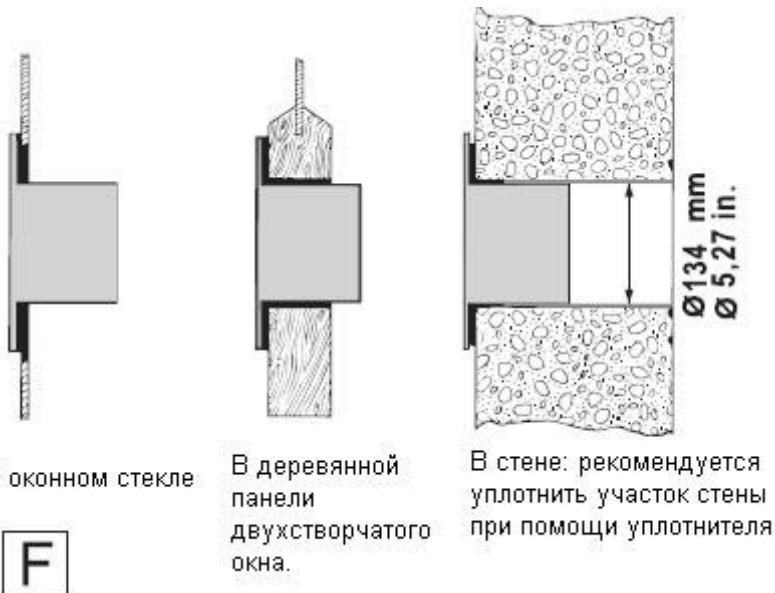 Ø134 mm
Ø 5,27 in.
оконном стекле
В деревянной
панели
двухстворчатого
окна.
В стене: рекомендуется
уплотнить участок стены
при помощи уплотнителя
F